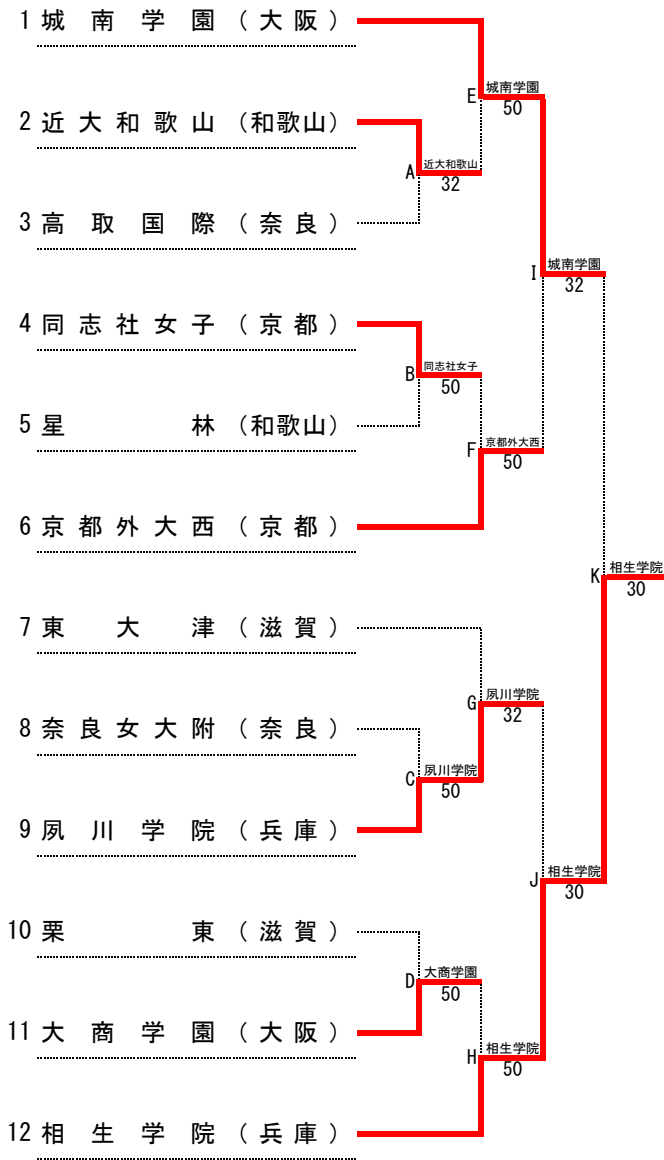 1 城南学園（大阪）
城南学園
E 50
2 近大和歌山（和歌山）
近大和歌山
A 32
3 高取国際（奈良）
城南学園
I 32
4 同志社女子（京都）
同志社女子
B 50
5 星林（和歌山）
京都外大西
F 50
6 京都外大西（京都）
相生学院
K 30
7 東大津（滋賀）
夙川学院
G 32
8 奈良女大附（奈良）
夙川学院
C 50
9 夙川学院（兵庫）
相生学院
J 30
10 栗東（滋賀）
大商学園
D 50
11 大商学園（大阪）
相生学院
H 50
12 相生学院（兵庫）